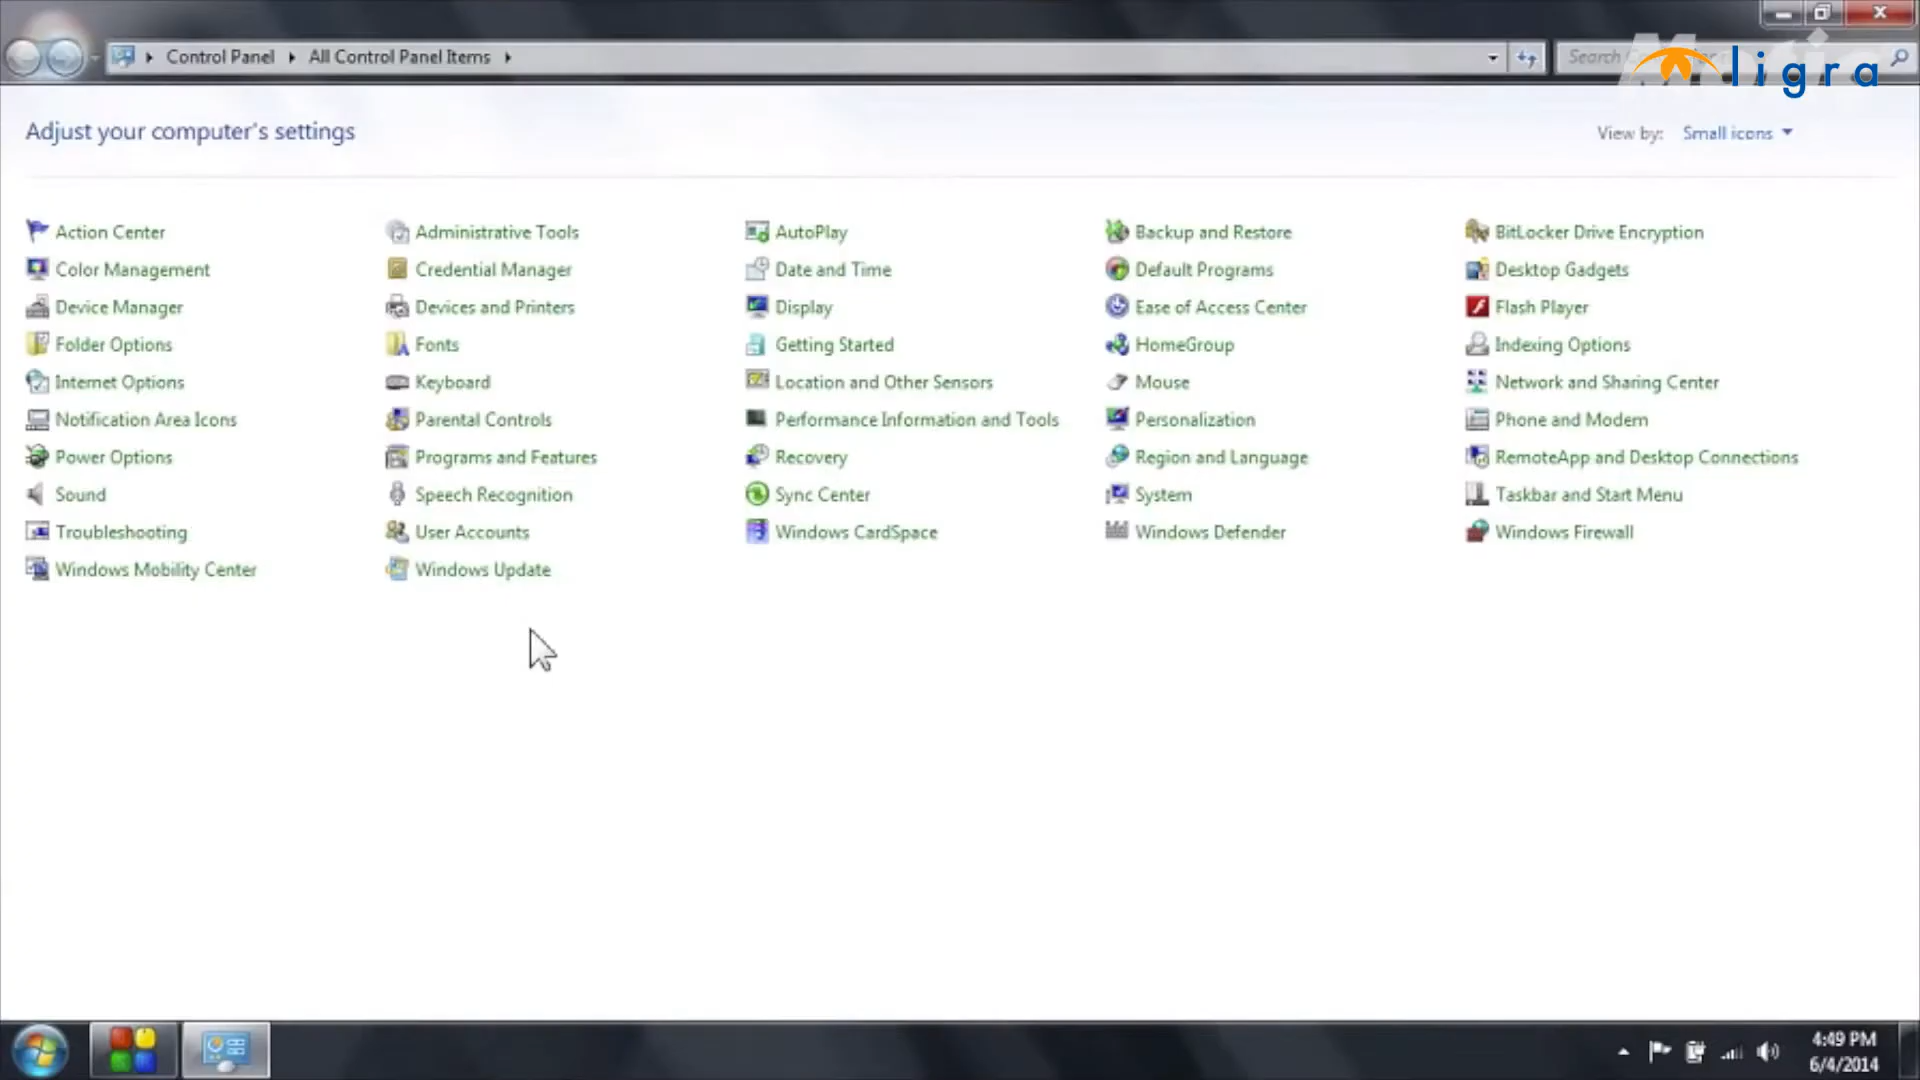 Control Panel
All Control Panel Items
Search
ligra
Adjust your computer's settings
View by: Small icons
Action Center
Administrative Tools
AutoPlay
Backup and Restore
BitLocker Drive Encryption
Color Management
Credential Manager
Date and Time
Default Programs
Desktop Gadgets
Device Manager
Devices and Printers
Display
Ease of Access Center
Flash Player
Folder Options
Fonts
Getting Started
HomeGroup
Indexing Options
Internet Options
Keyboard
Location and Other Sensors
Mouse
Network and Sharing Center
Notification Area Icons
Parental Controls
Performance Information and Tools
Personalization
Phone and Modem
Power Options
Programs and Features
Recovery
Region and Language
RemoteApp and Desktop Connections
Sound
Speech Recognition
Sync Center
System
Taskbar and Start Menu
Troubleshooting
User Accounts
Windows CardSpace
Windows Defender
Windows Firewall
Windows Mobility Center
Windows Update
4:49 PM
6/4/2014